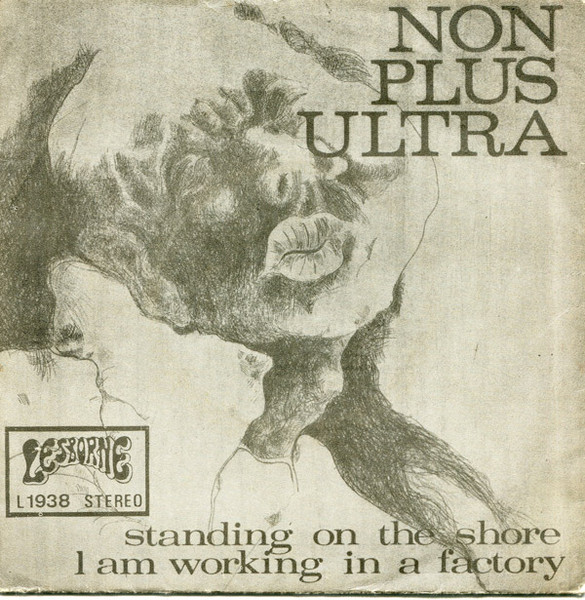 NON
PLUS
ULTRA
LESBORNE
L1938 STEREO
standing on the shore
I am working in a factory